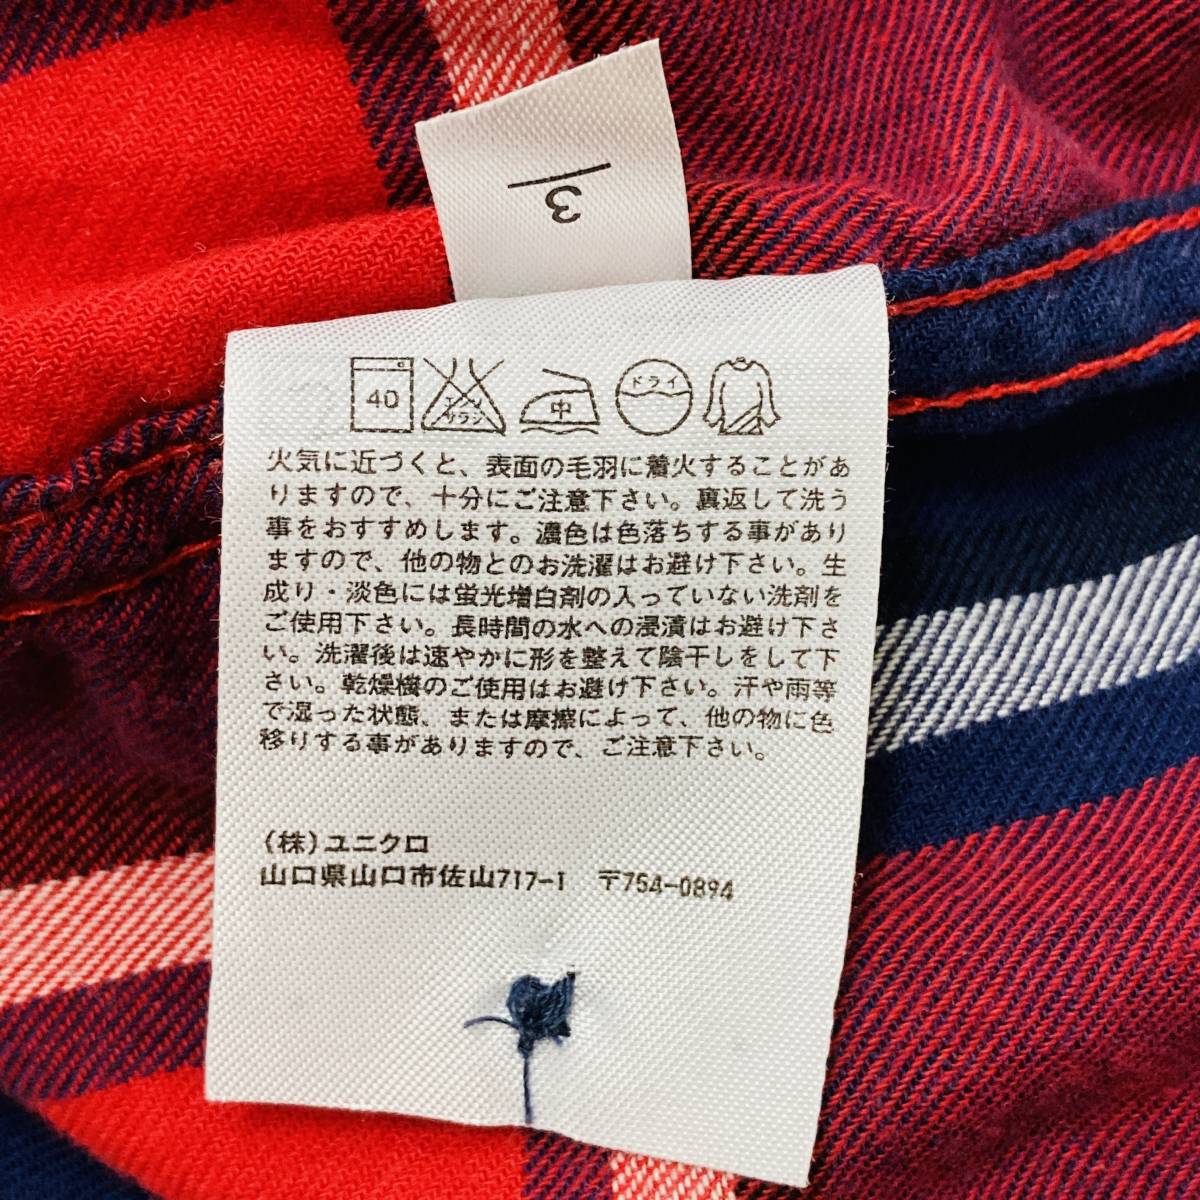 3
40
エンソ
サラシ
中
ドライ
火気に近づくと、表面の毛羽に着火することがあ
りますので、十分にご注意下さい。裏返して洗う
事をおすすめします。濃色は色落ちする事があり
ますので、他の物とのお洗濯はお避け下さい。生
成り・淡色には蛍光増白剤の入っていない洗剤を
ご使用下さい。長時間の水への浸漬はお避け下さ
い。洗濯後は速やかに形を整えて陰干しをして下
さい。乾燥機のご使用はお避け下さい。汗や雨等
で湿った状態、または摩擦によって、他の物に色
移りする事がありますので、ご注意下さい。
(株)ユニクロ
山口県山口市佐山717-1 〒754-0894